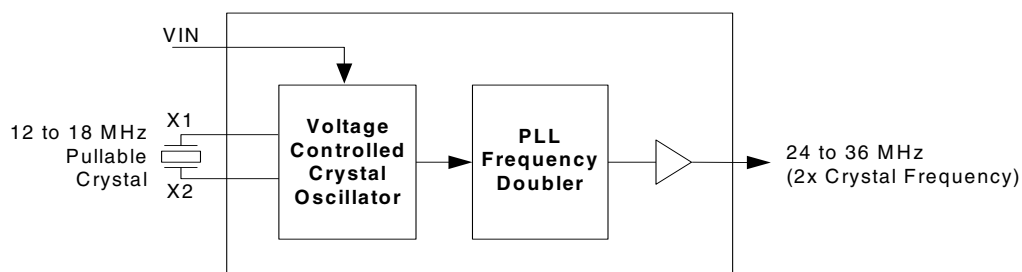 VIN
X1
12 to 18 MHz
Pullable
Crystal
X2
Voltage
Controlled
Crystal
Oscillator
PLL
Frequency
Doubler
24 to 36 MHz
(2x Crystal Frequency)